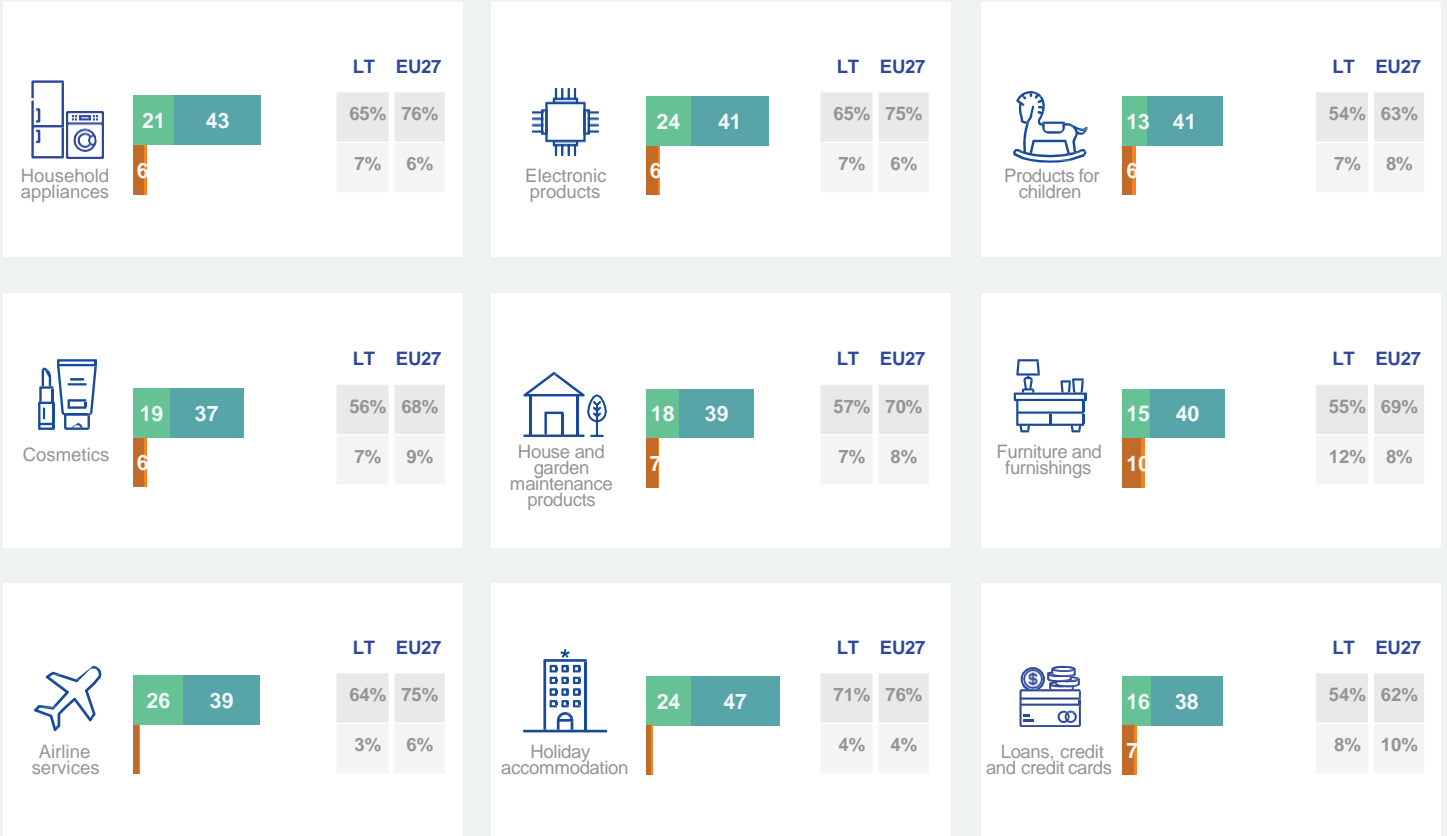 LT EU27
21 43
65% 76%
6
7% 6%
Household
appliances
LT EU27
24 41
65% 75%
6
7% 6%
Electronic
products
LT EU27
13 41
54% 63%
6
7% 8%
Products for
children
LT EU27
19 37
56% 68%
6
7% 9%
Cosmetics
LT EU27
18 39
57% 70%
7
7% 8%
House and
garden
maintenance
products
LT EU27
15 40
55% 69%
10
12% 8%
Furniture and
furnishings
LT EU27
26 39
64% 75%
3% 6%
Airline
services
LT EU27
24 47
71% 76%
4% 4%
Holiday
accommodation
LT EU27
16 38
54% 62%
7
8% 10%
$
Loans, credit
and credit cards